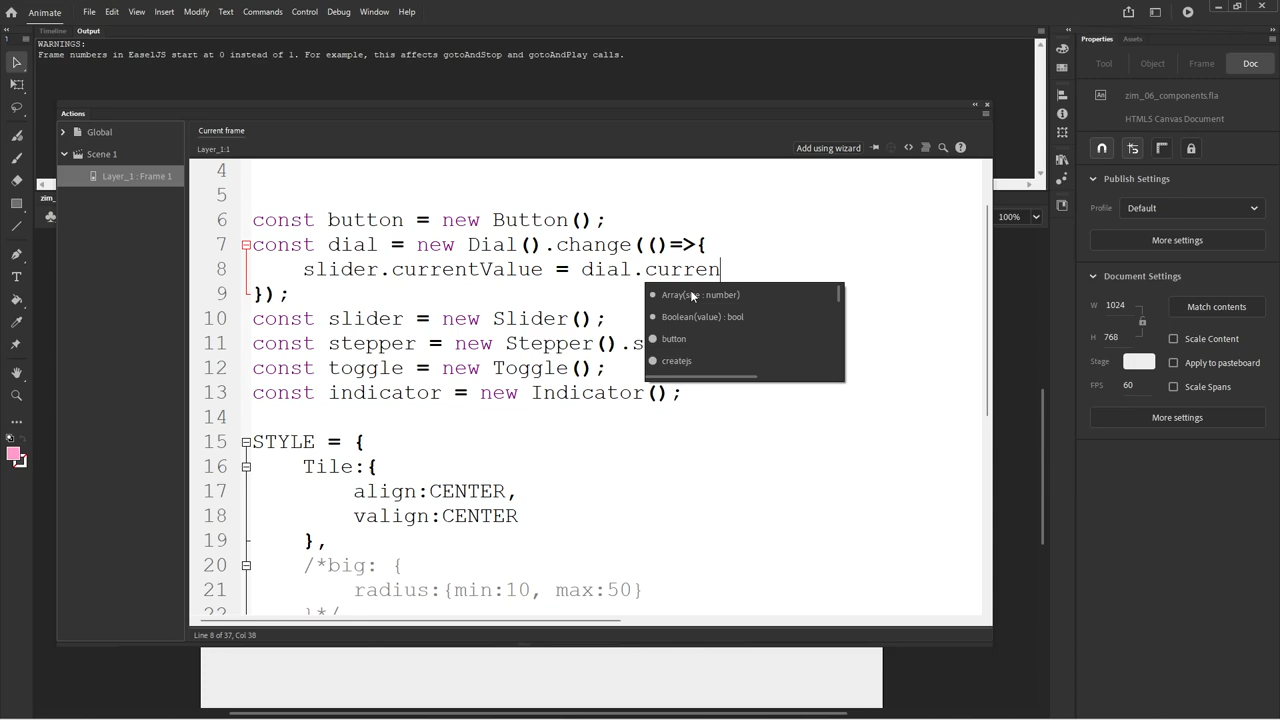 Animate File Edit View Insert Modify Text Commands Control Debug Window Help
Timeline Output
WARNINGS:
Frame numbers in EaselJS start at 0 instead of 1. For example, this affects gotoAndStop and gotoAndPlay calls.
Properties Assets
Tool Object Frame Doc
An zim_06_components.fla
HTML5 Canvas Document
Publish Settings
Profile Default
More settings
Document Settings
W 1024 Match contents
H 768 Scale Content
Stage Apply to pasteboard
FPS 60 Scale Spans
More settings
100%
Actions
Global
Scene 1
Layer_1 : Frame 1
Current frame
Layer_1:1
Add using wizard
4
5
6 const button = new Button();
7 const dial = new Dial().change(()=>{
8 slider.currentValue = dial.curren
9 });
10 const slider = new Slider();
11 const stepper = new Stepper().s
12 const toggle = new Toggle();
13 const indicator = new Indicator();
14
15 STYLE = {
16 Tile:{
17 align:CENTER,
18 valign:CENTER
19 },
20 /*big: {
21 radius:{min:10, max:50}
22 }*/
Boolean(value) : bool
button
createjs
Line 8 of 37, Col 38